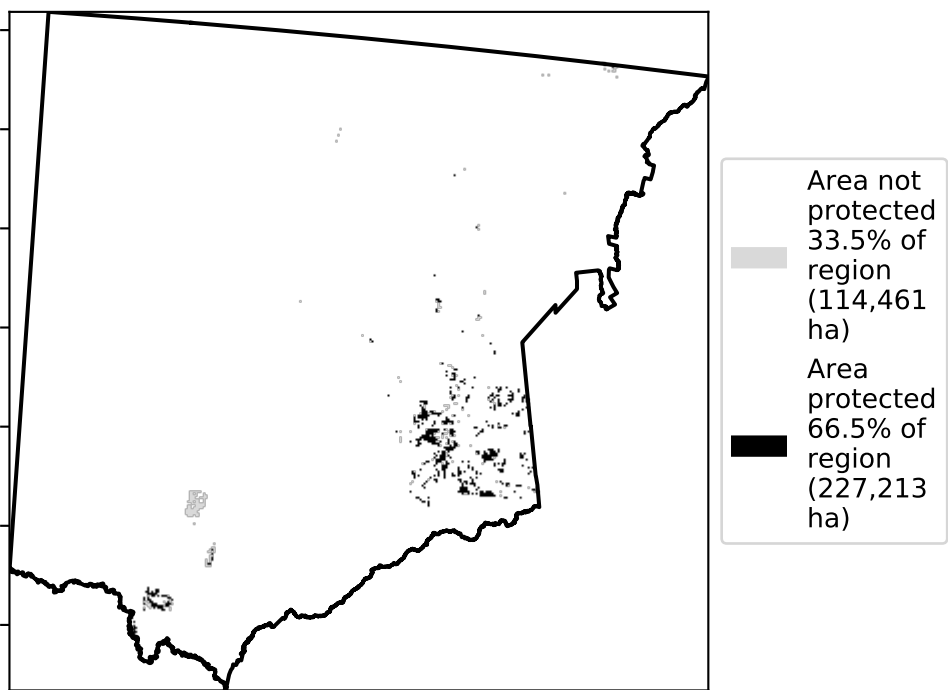 Area not
protected
33.5% of
region
(114,461
ha)
Area
protected
66.5% of
region
(227,213
ha)